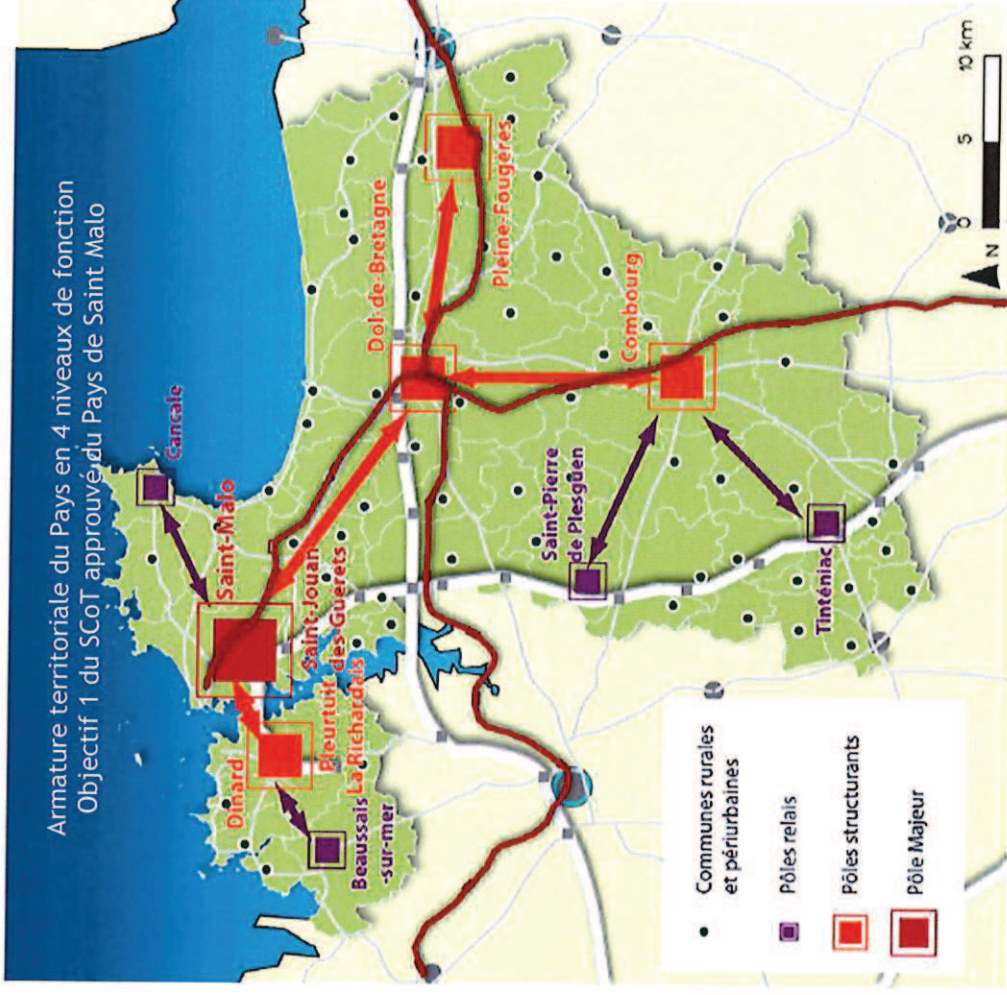 Armature territoriale du Pays en 4 niveaux de fonction
Objectif 1 du SCoT approuvé du Pays de Saint Malo
Cancale
Saint-Malo
Saint-Jouan
des-Guérets
Dinard
Pleurtuit
La Richardais
Beaussais
-sur-mer
Dol-de-Bretagne
Pleine-Fougères
Combourg
Saint-Pierre
de Plesguen
Tinténiac
Communes rurales
et périurbaines
Pôles relais
Pôles structurants
Pôle Majeur
N
0 5 10 km